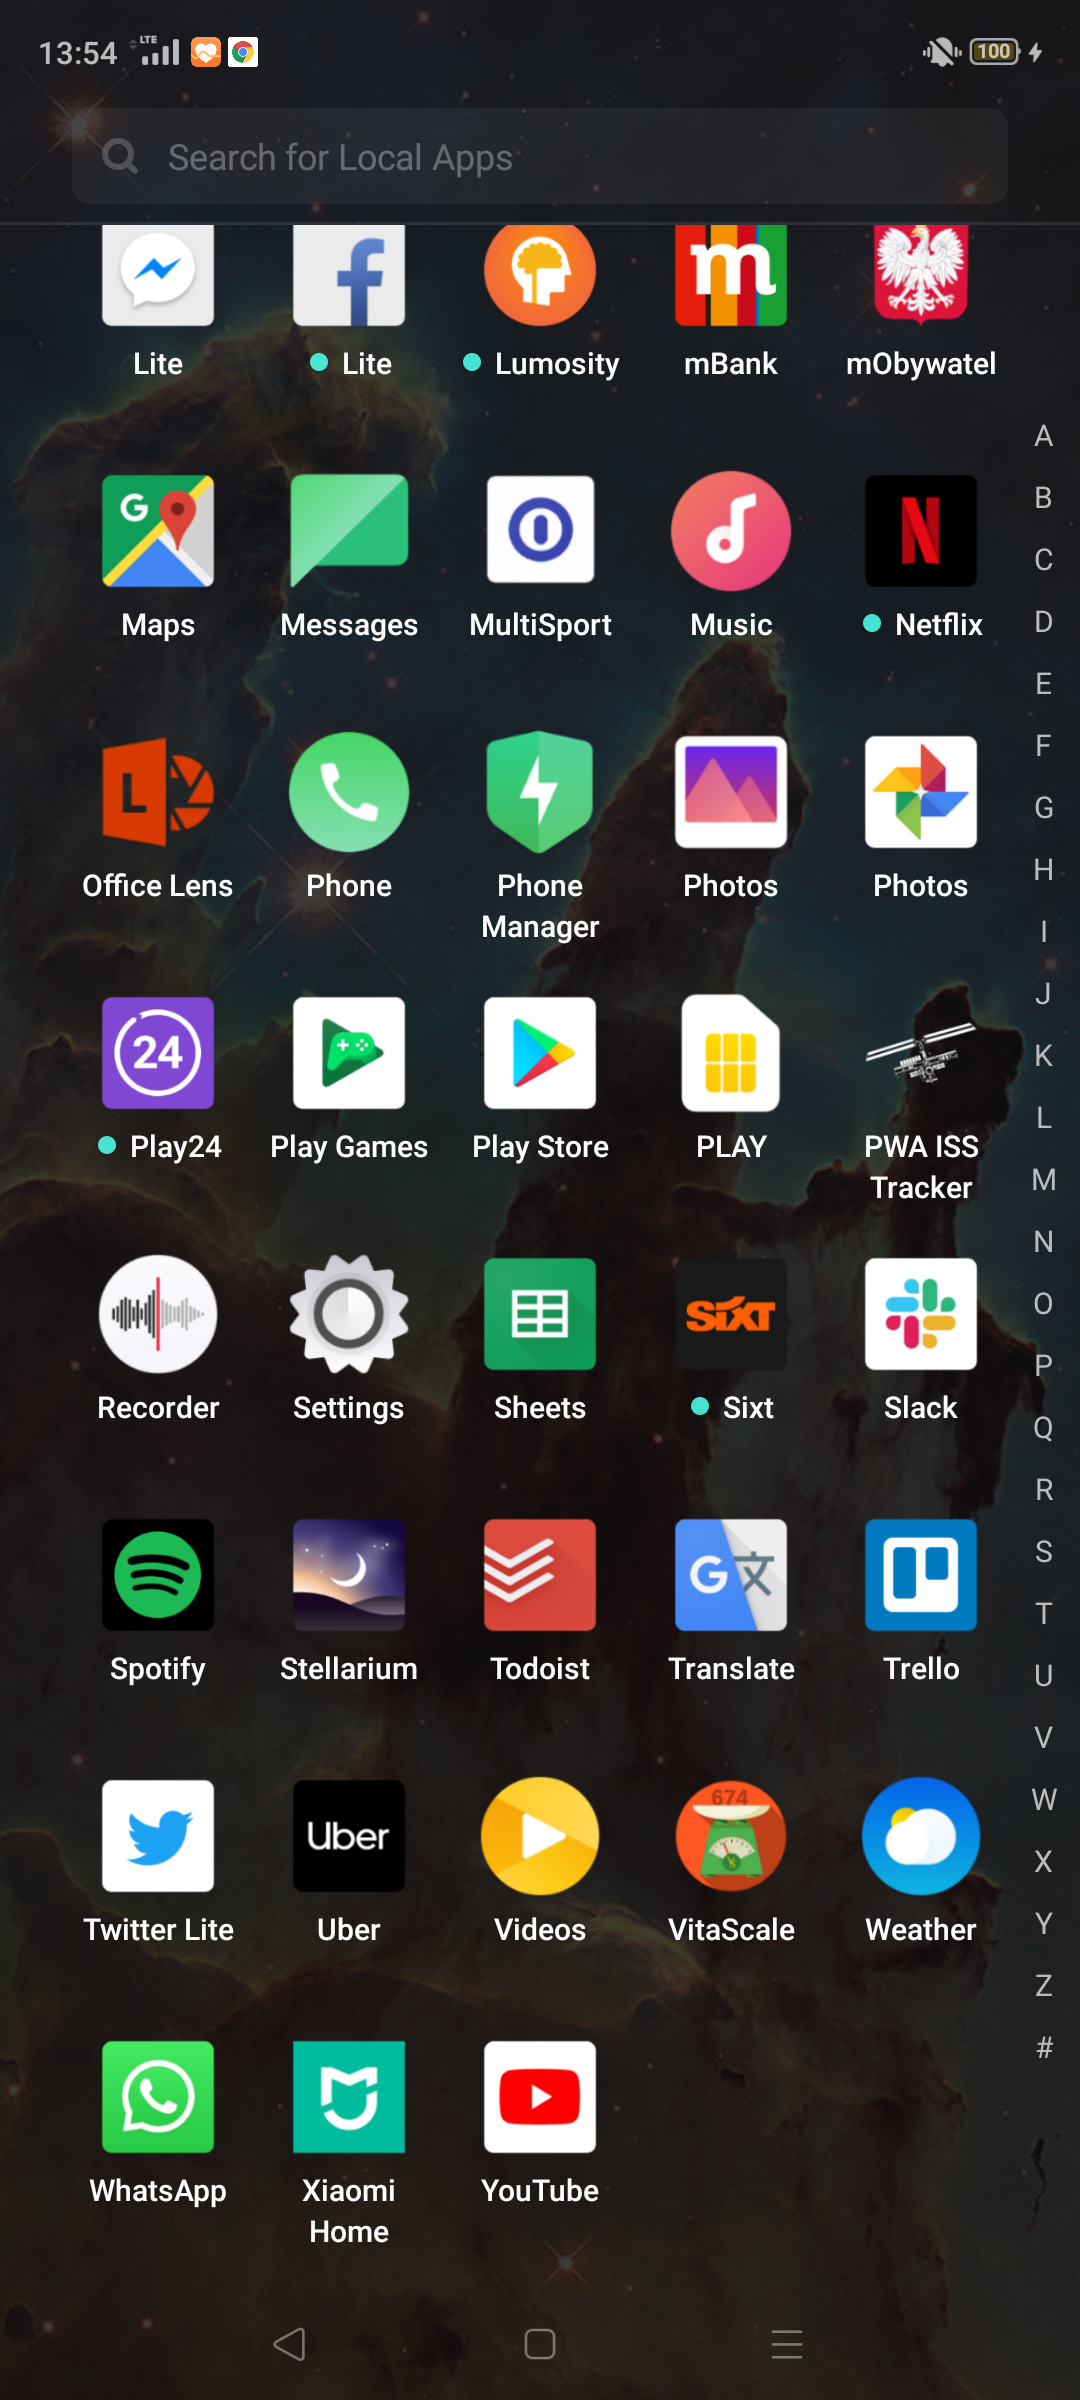 13:54 LTE 100
Search for Local Apps
Lite Lite Lumosity mBank mObywatel
A
B
G
Maps Messages MultiSport Music Netflix
C
D
E
F
G
L
Office Lens Phone Phone Manager Photos Photos
H
I
J
24
Play24 Play Games Play Store PLAY PWA ISS Tracker
K
L
M
N
O
SIXT
Recorder Settings Sheets Sixt Slack
P
Q
R
S
G 文
Spotify Stellarium Todoist Translate Trello
T
U
V
W
674
Uber
Twitter Lite Uber Videos VitaScale Weather
X
Y
Z
#
WhatsApp Xiaomi Home YouTube